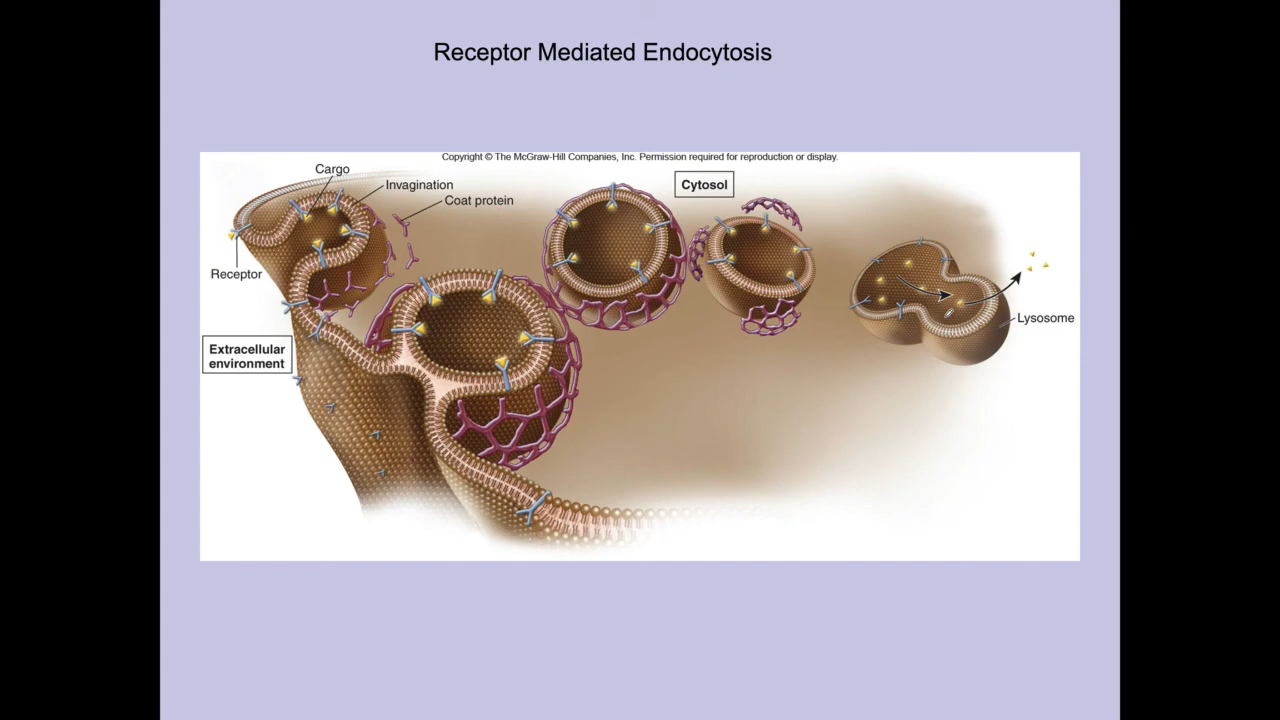 Receptor Mediated Endocytosis
Copyright © The McGraw-Hill Companies, Inc. Permission required for reproduction or display.
Cargo
Invagination
Coat protein
Cytosol
Receptor
Lysosome
Extracellular
environment